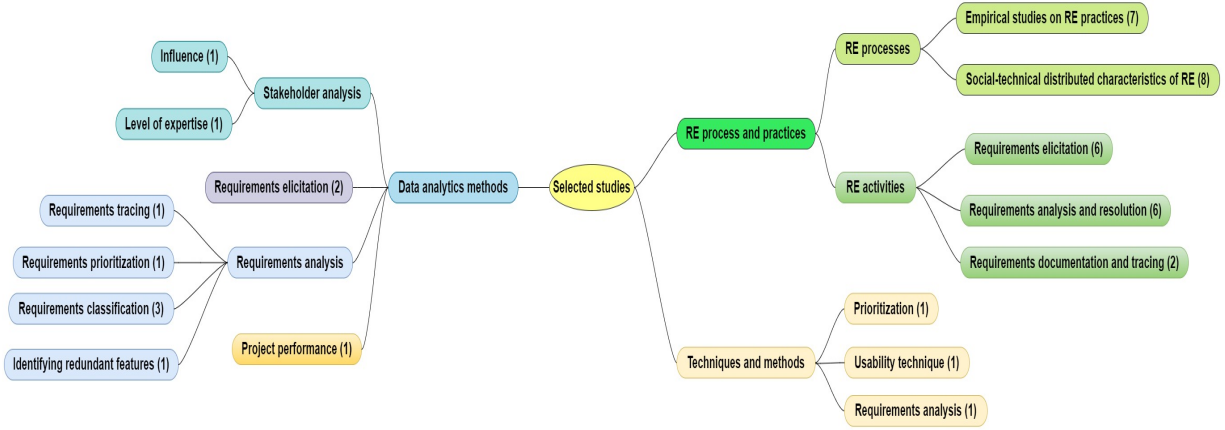 Influence (1)
Stakeholder analysis
Level of expertise (1)
Requirements elicitation (2)
Data analytics methods
Requirements tracing (1)
Requirements prioritization (1)
Requirements analysis
Requirements classification (3)
Identifying redundant features (1)
Project performance (1)
Selected studies
RE process and practices
RE processes
Empirical studies on RE practices (7)
Social-technical distributed characteristics of RE (8)
RE activities
Requirements elicitation (6)
Requirements analysis and resolution (6)
Requirements documentation and tracing (2)
Techniques and methods
Prioritization (1)
Usability technique (1)
Requirements analysis (1)